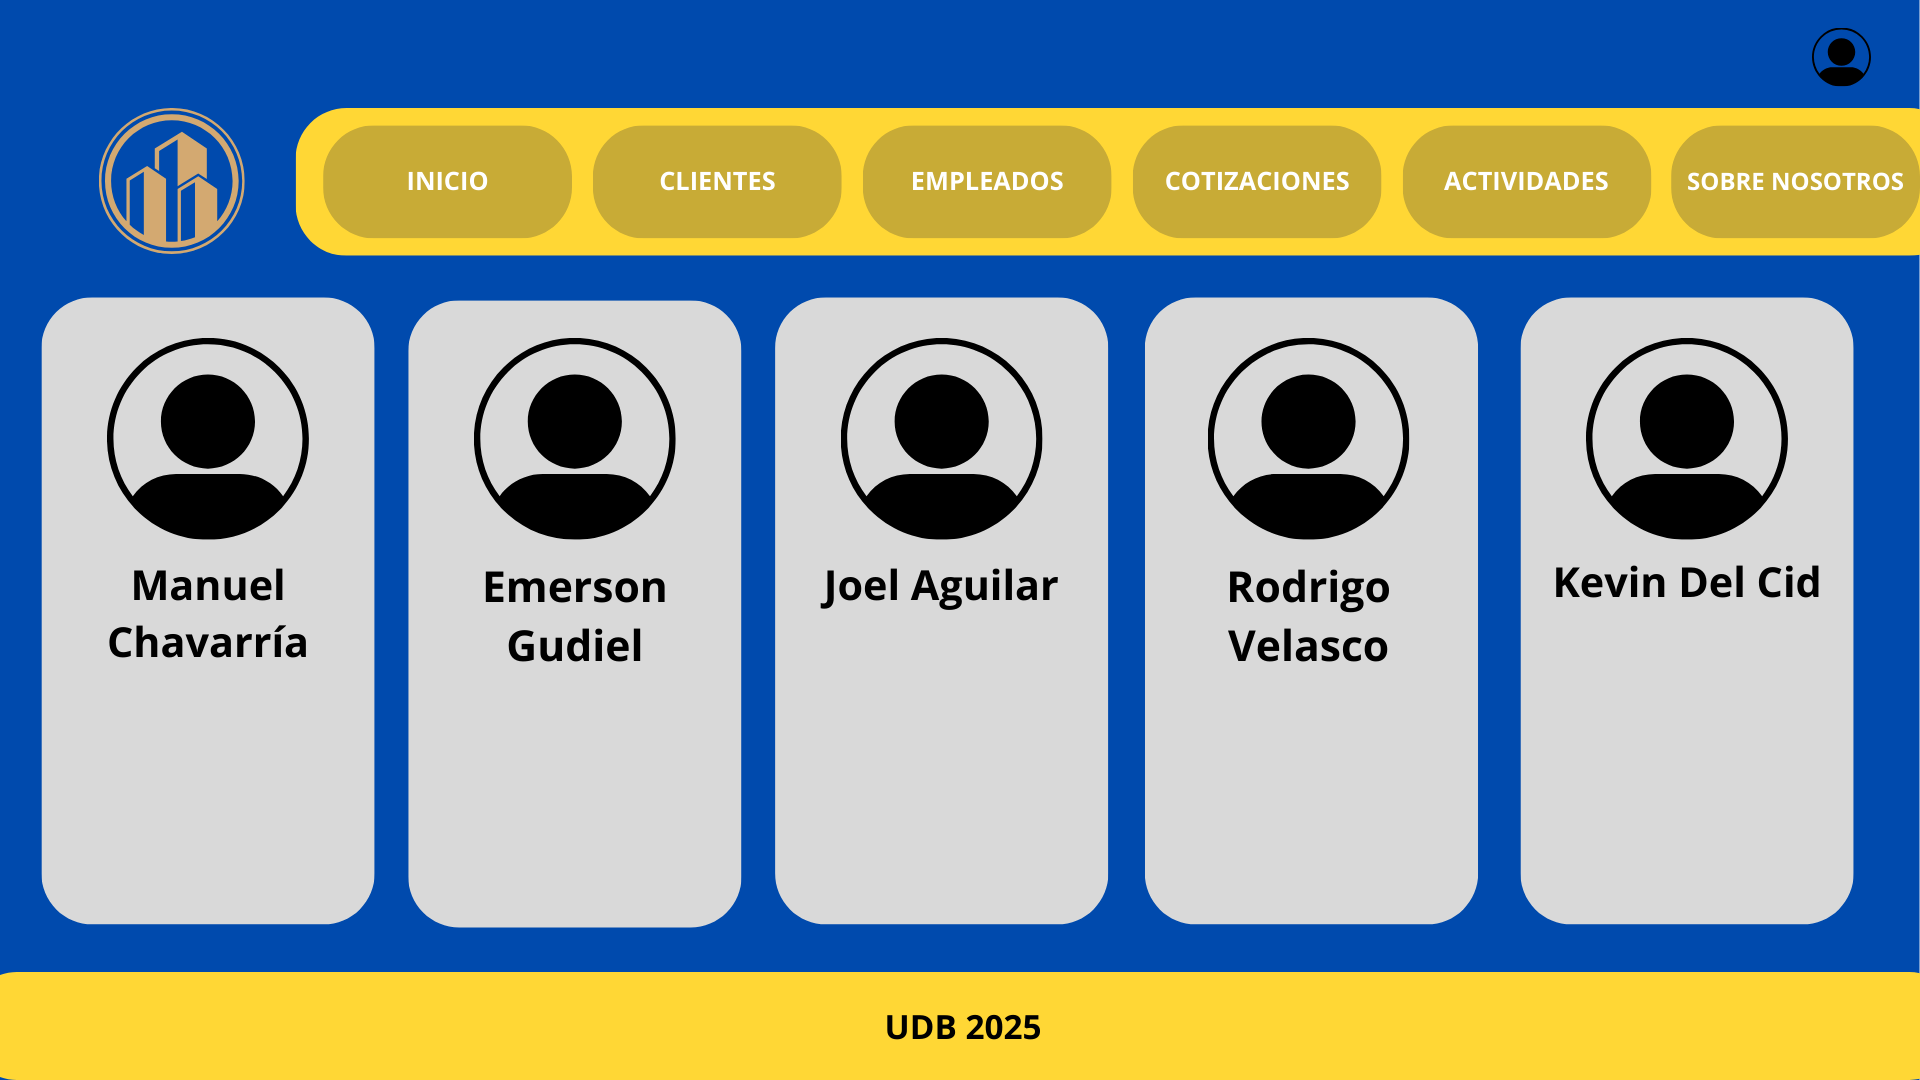 INICIO
CLIENTES
EMPLEADOS
COTIZACIONES
ACTIVIDADES
SOBRE NOSOTROS
Manuel
Chavarría
Emerson
Gudiel
Joel Aguilar
Rodrigo
Velasco
Kevin Del Cid
UDB 2025